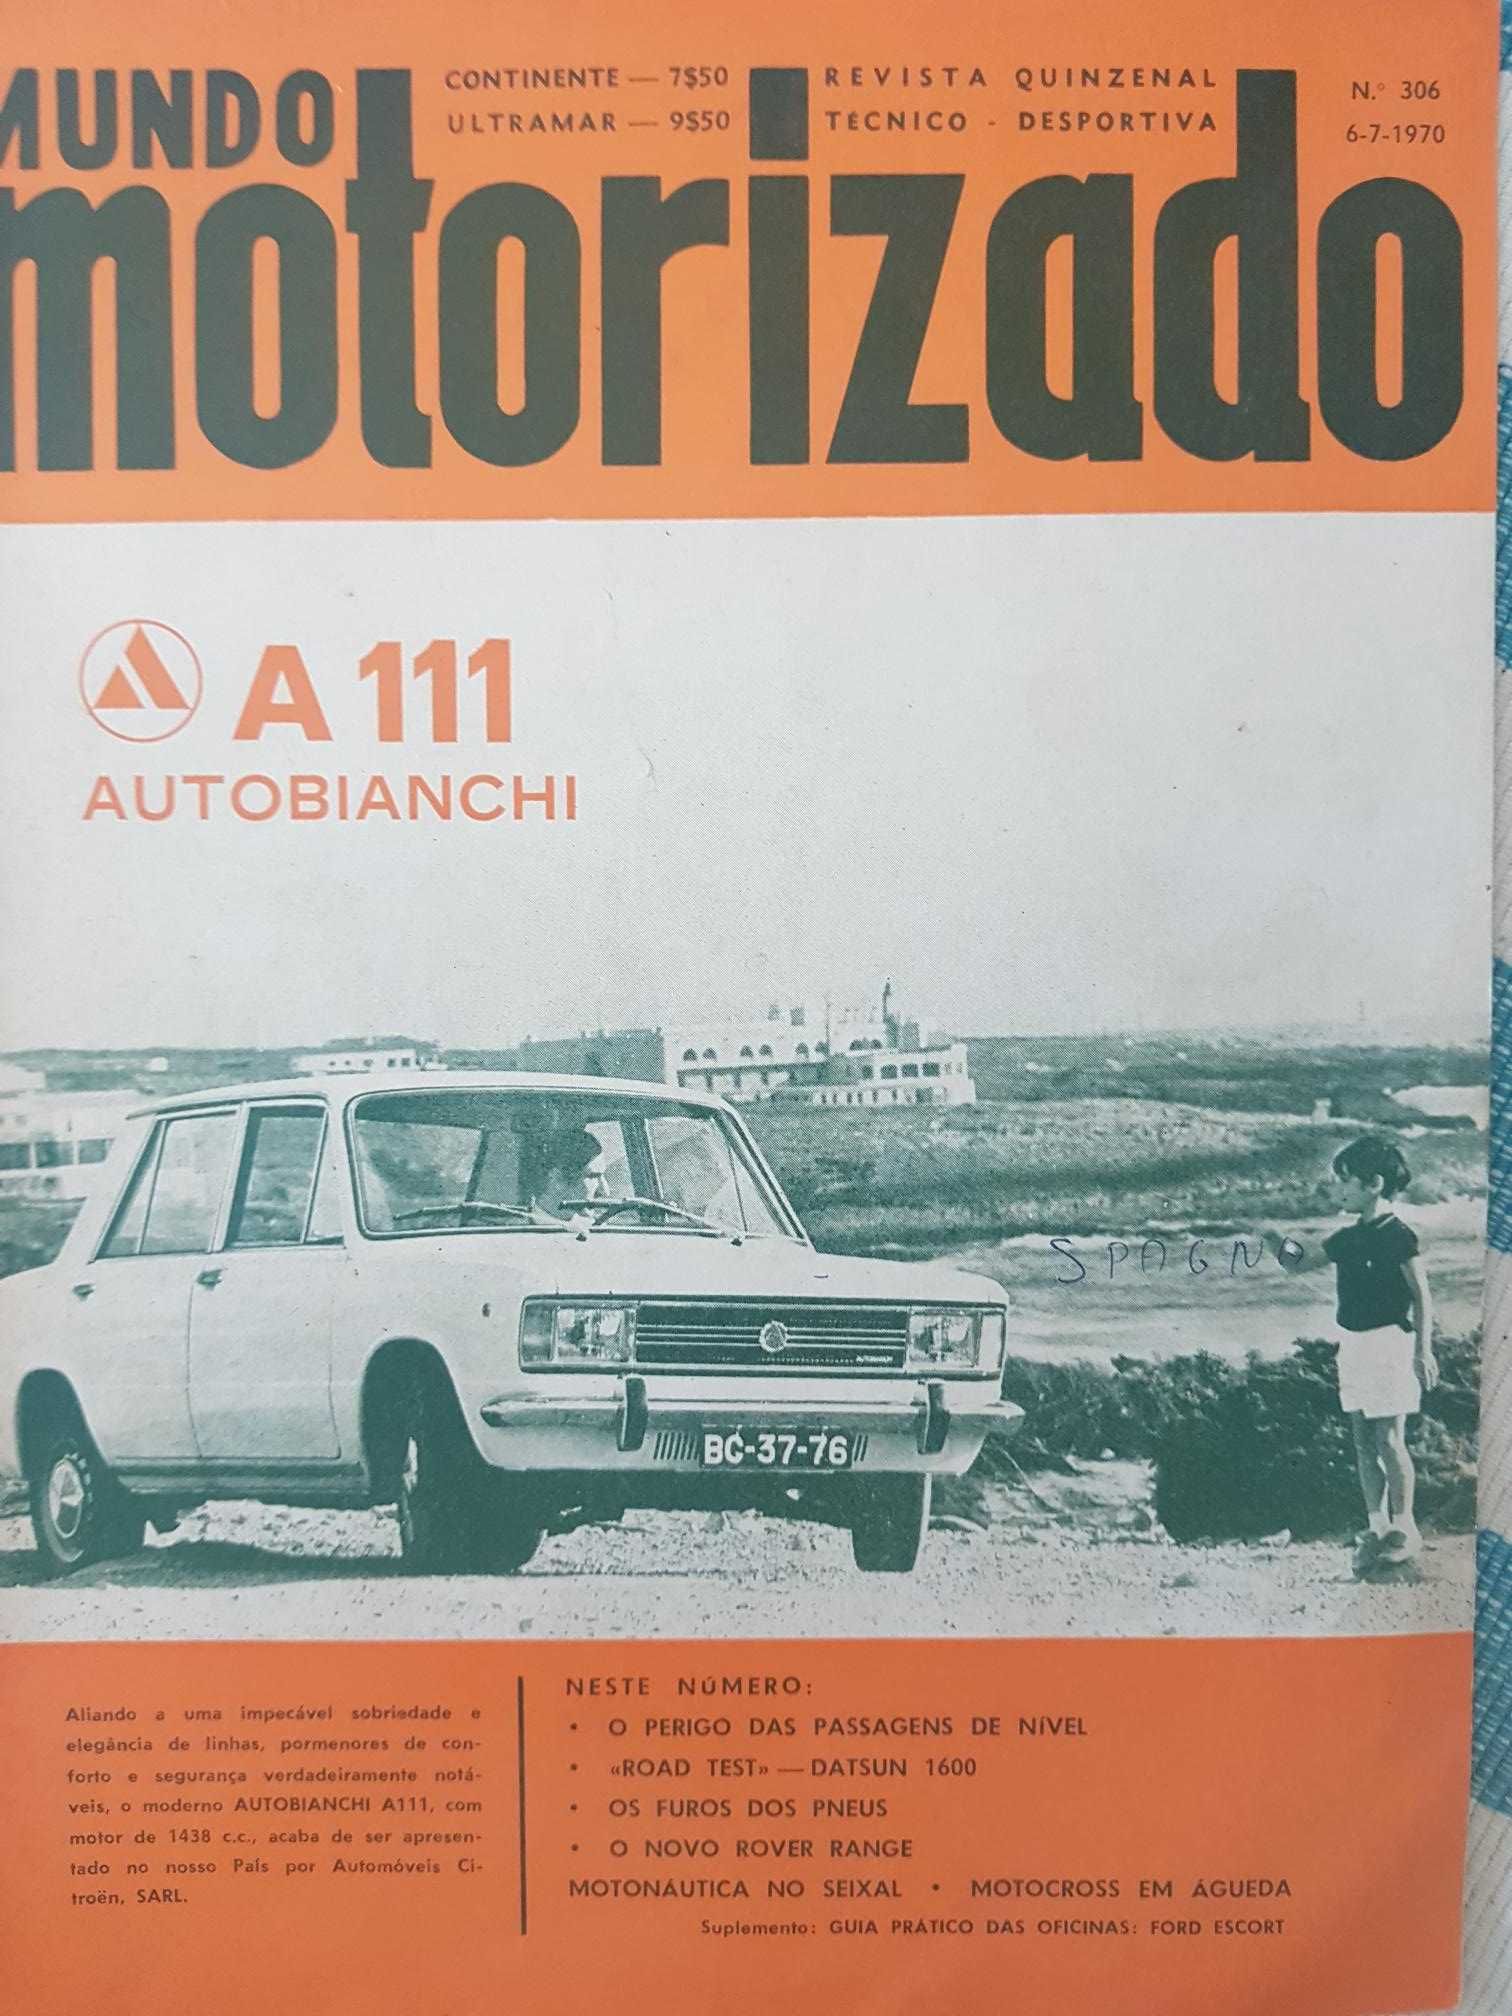 MUNDO
motorizado
CONTINENTE — 7$50
ULTRAMAR — 9$50
REVISTA QUINZENAL
TÉCNICO - DESPORTIVA
N.º 306
6-7-1970
A 111
AUTOBIANCHI
SPAGNA
AUTOBIANCHI
BC-37-76
Aliando a uma impecável sobriedade e
elegância de linhas, pormenores de con-
forto e segurança verdadeiramente notá-
veis, o moderno AUTOBIANCHI A111, com
motor de 1438 c.c., acaba de ser apresen-
tado no nosso País por Automóveis Ci-
troën, SARL.
NESTE NÚMERO:
• O PERIGO DAS PASSAGENS DE NÍVEL
• «ROAD TEST» — DATSUN 1600
• OS FUROS DOS PNEUS
• O NOVO ROVER RANGE
MOTONÁUTICA NO SEIXAL • MOTOCROSS EM ÁGUEDA
Suplemento: GUIA PRÁTICO DAS OFICINAS: FORD ESCORT